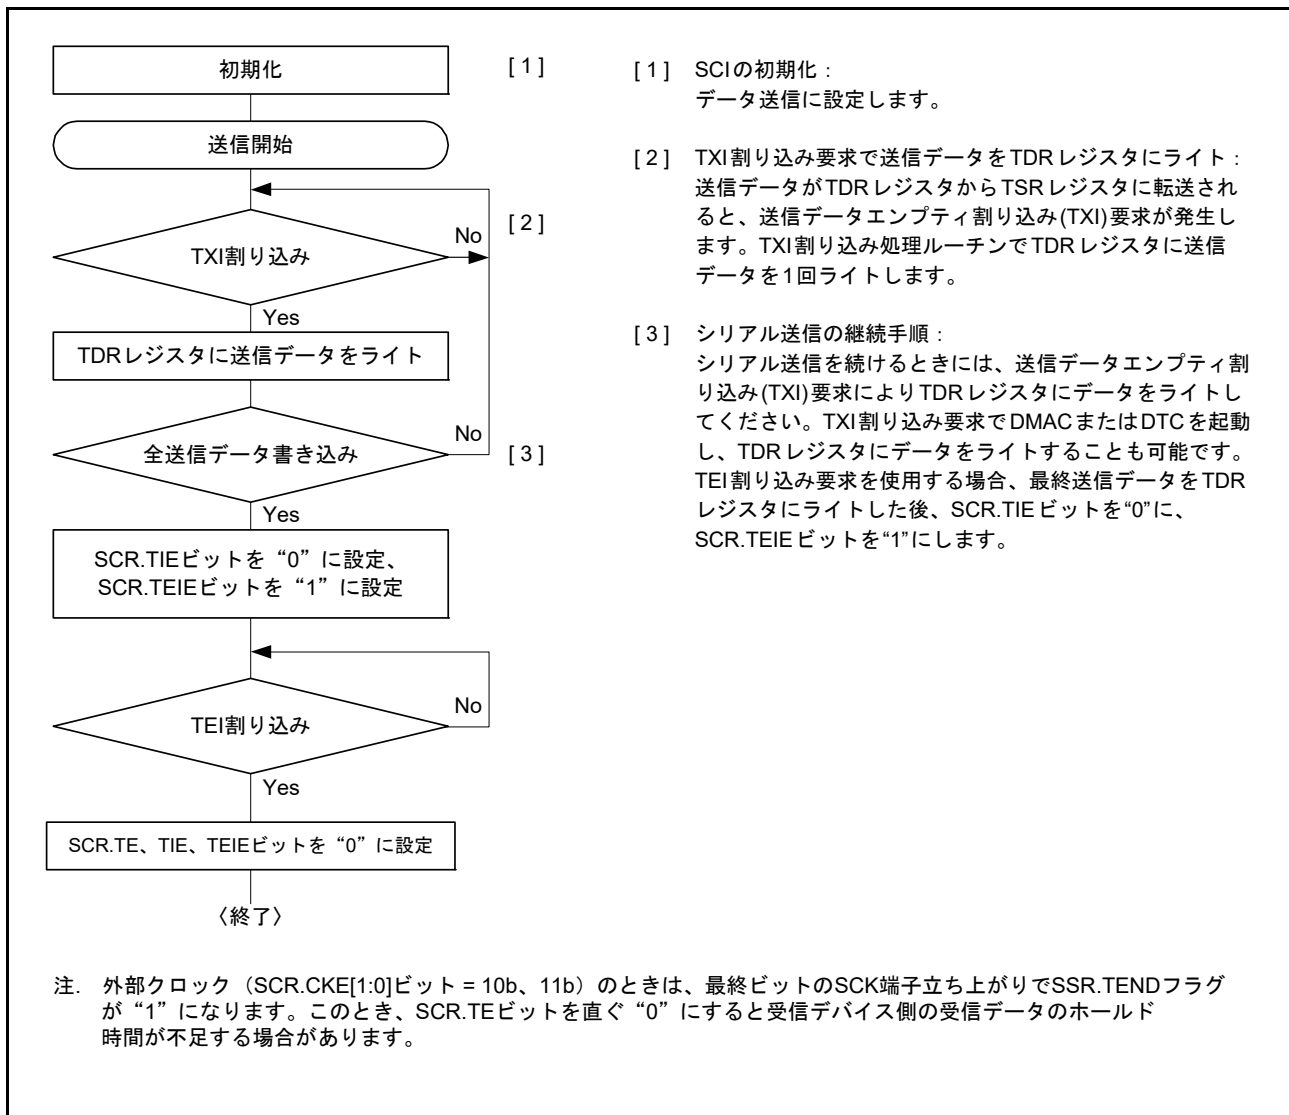 初期化
[ 1 ]
送信開始
TXI割り込み
No
[ 2 ]
Yes
TDRレジスタに送信データをライト
全送信データ書き込み
No
[ 3 ]
Yes
SCR.TIEビットを“0”に設定、
SCR.TEIEビットを“1”に設定
TEI割り込み
No
Yes
SCR.TE、TIE、TEIEビットを“0”に設定
〈終了〉
[ 1 ] SCIの初期化：
データ送信に設定します。
[ 2 ] TXI割り込み要求で送信データをTDRレジスタにライト：
送信データがTDRレジスタからTSRレジスタに転送され
ると、送信データエンプティ割り込み(TXI)要求が発生し
ます。TXI割り込み処理ルーチンでTDRレジスタに送信
データを1回ライトします。
[ 3 ] シリアル送信の継続手順：
シリアル送信を続けるときには、送信データエンプティ割
り込み(TXI)要求によりTDRレジスタにデータをライトし
てください。TXI割り込み要求でDMACまたはDTCを起動
し、TDRレジスタにデータをライトすることも可能です。
TEI割り込み要求を使用する場合、最終送信データをTDR
レジスタにライトした後、SCR.TIEビットを“0”に、
SCR.TEIEビットを“1”にします。
注. 外部クロック（SCR.CKE[1:0]ビット = 10b、11b）のときは、最終ビットのSCK端子立ち上がりでSSR.TENDフラグ
が“1”になります。このとき、SCR.TEビットを直ぐ“0”にすると受信デバイス側の受信データのホールド
時間が不足する場合があります。